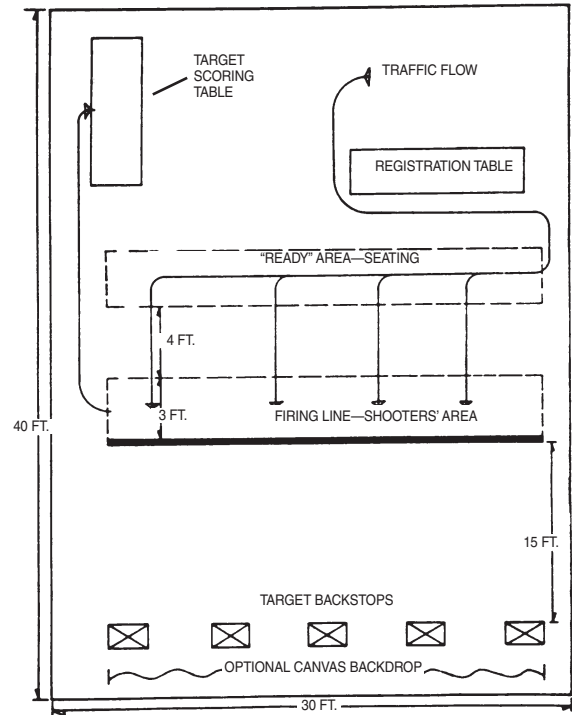 TARGET
SCORING
TABLE
TRAFFIC FLOW
REGISTRATION TABLE
“READY” AREA—SEATING
4 FT.
3 FT.
FIRING LINE—SHOOTERS’ AREA
40 FT.
15 FT.
TARGET BACKSTOPS
OPTIONAL CANVAS BACKDROP
30 FT.